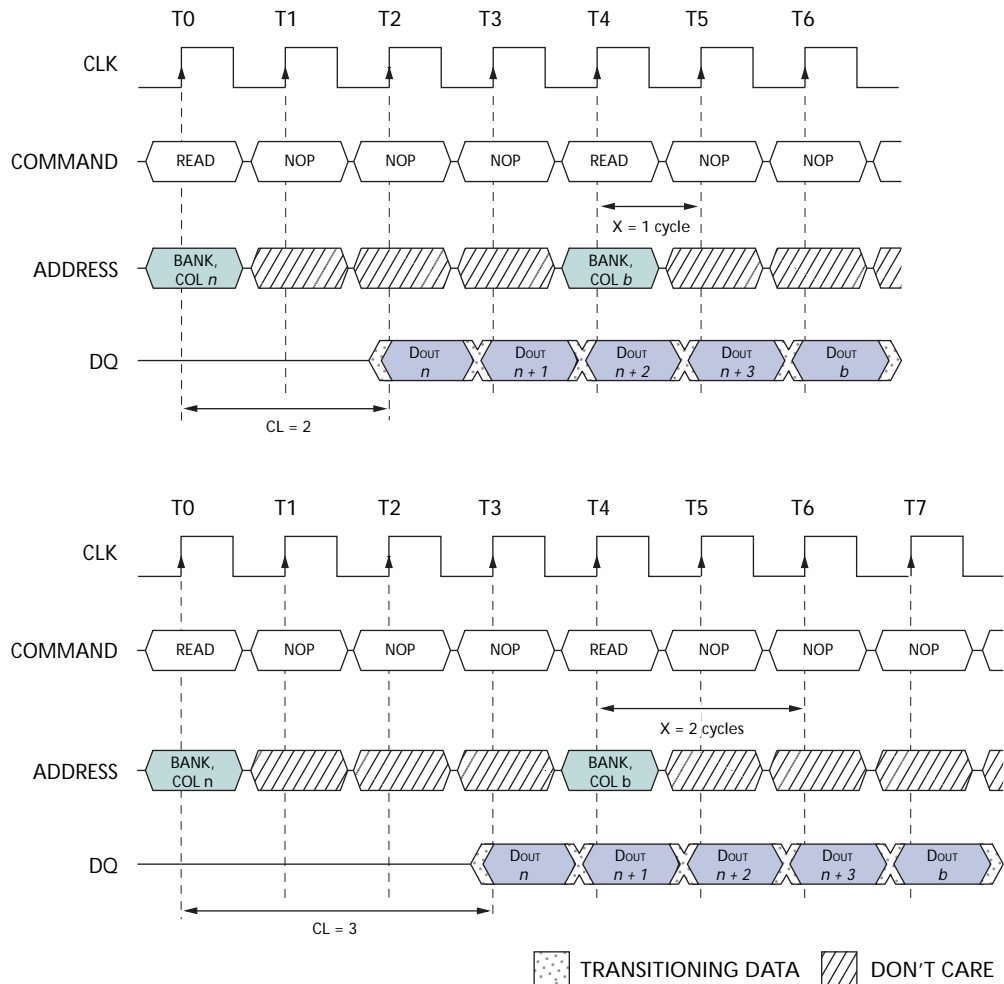 T0 T1 T2 T3 T4 T5 T6
CLK
COMMAND READ NOP NOP NOP READ NOP NOP
X = 1 cycle
ADDRESS BANK, COL n BANK, COL b
DQ DOUT n DOUT n + 1 DOUT n + 2 DOUT n + 3 DOUT b
CL = 2
T0 T1 T2 T3 T4 T5 T6 T7
CLK
COMMAND READ NOP NOP NOP READ NOP NOP NOP
X = 2 cycles
ADDRESS BANK, COL n BANK, COL b
DQ DOUT n DOUT n + 1 DOUT n + 2 DOUT n + 3 DOUT b
CL = 3
TRANSITIONING DATA DON'T CARE